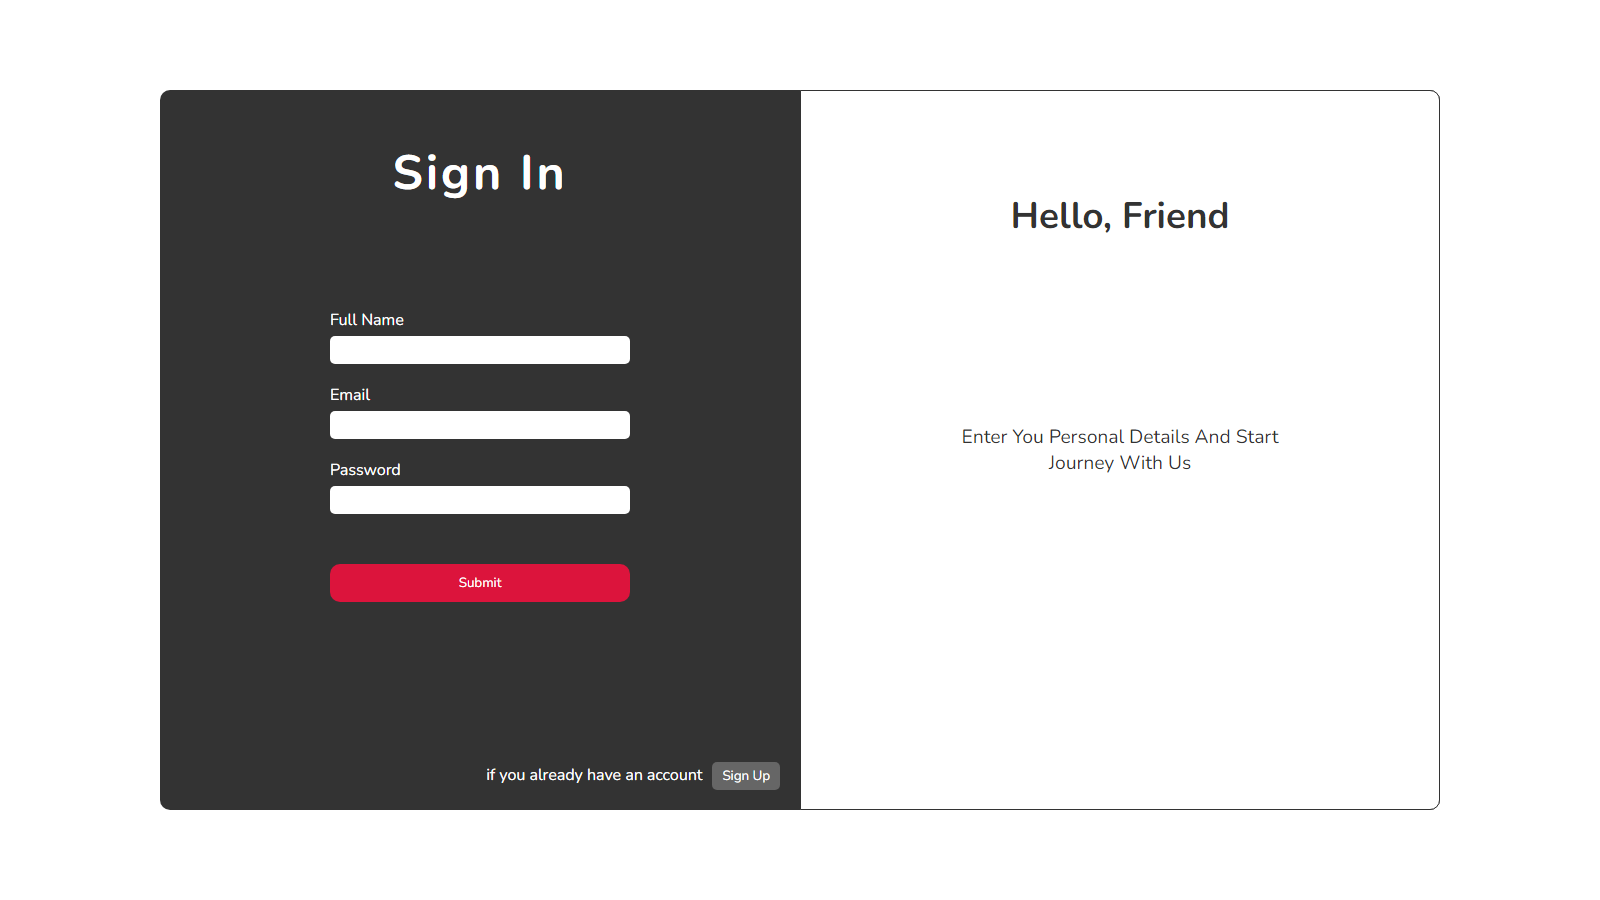 Sign In
Full Name
Email
Password
Submit
if you already have an account
Sign Up
Hello, Friend
Enter You Personal Details And Start
Journey With Us